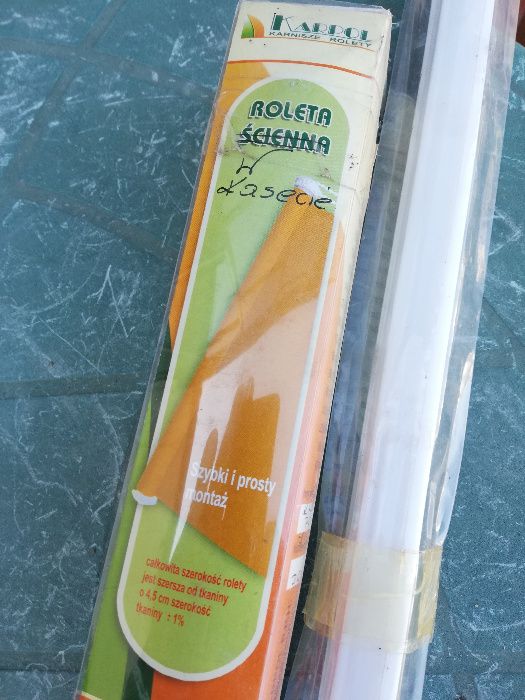 KARPOL
KARNISZE ROLETY
ROLETA
ŚCIENNA
w
kasecie
Szybki i prosty
montaż
całkowita szerokość rolety
jest szersza od tkaniny
o 4,5 cm szerokość
tkaniny ÷ 1%